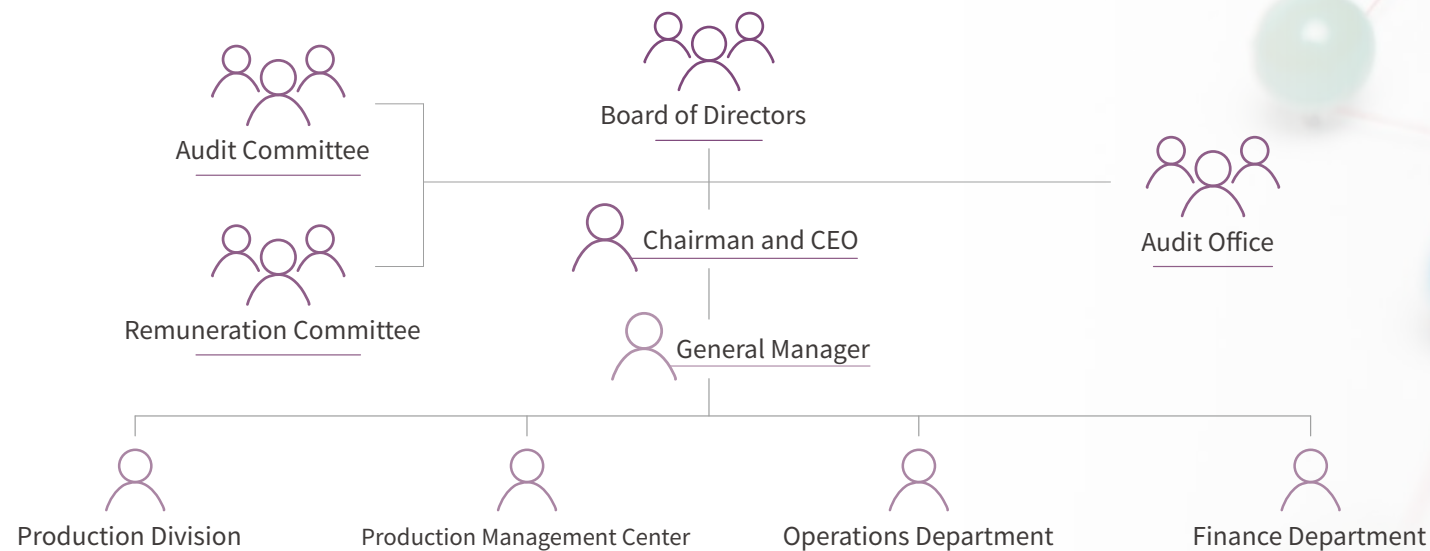 Board of Directors
Audit Committee
Audit Office
Chairman and CEO
Remuneration Committee
General Manager
Production Division
Production Management Center
Operations Department
Finance Department